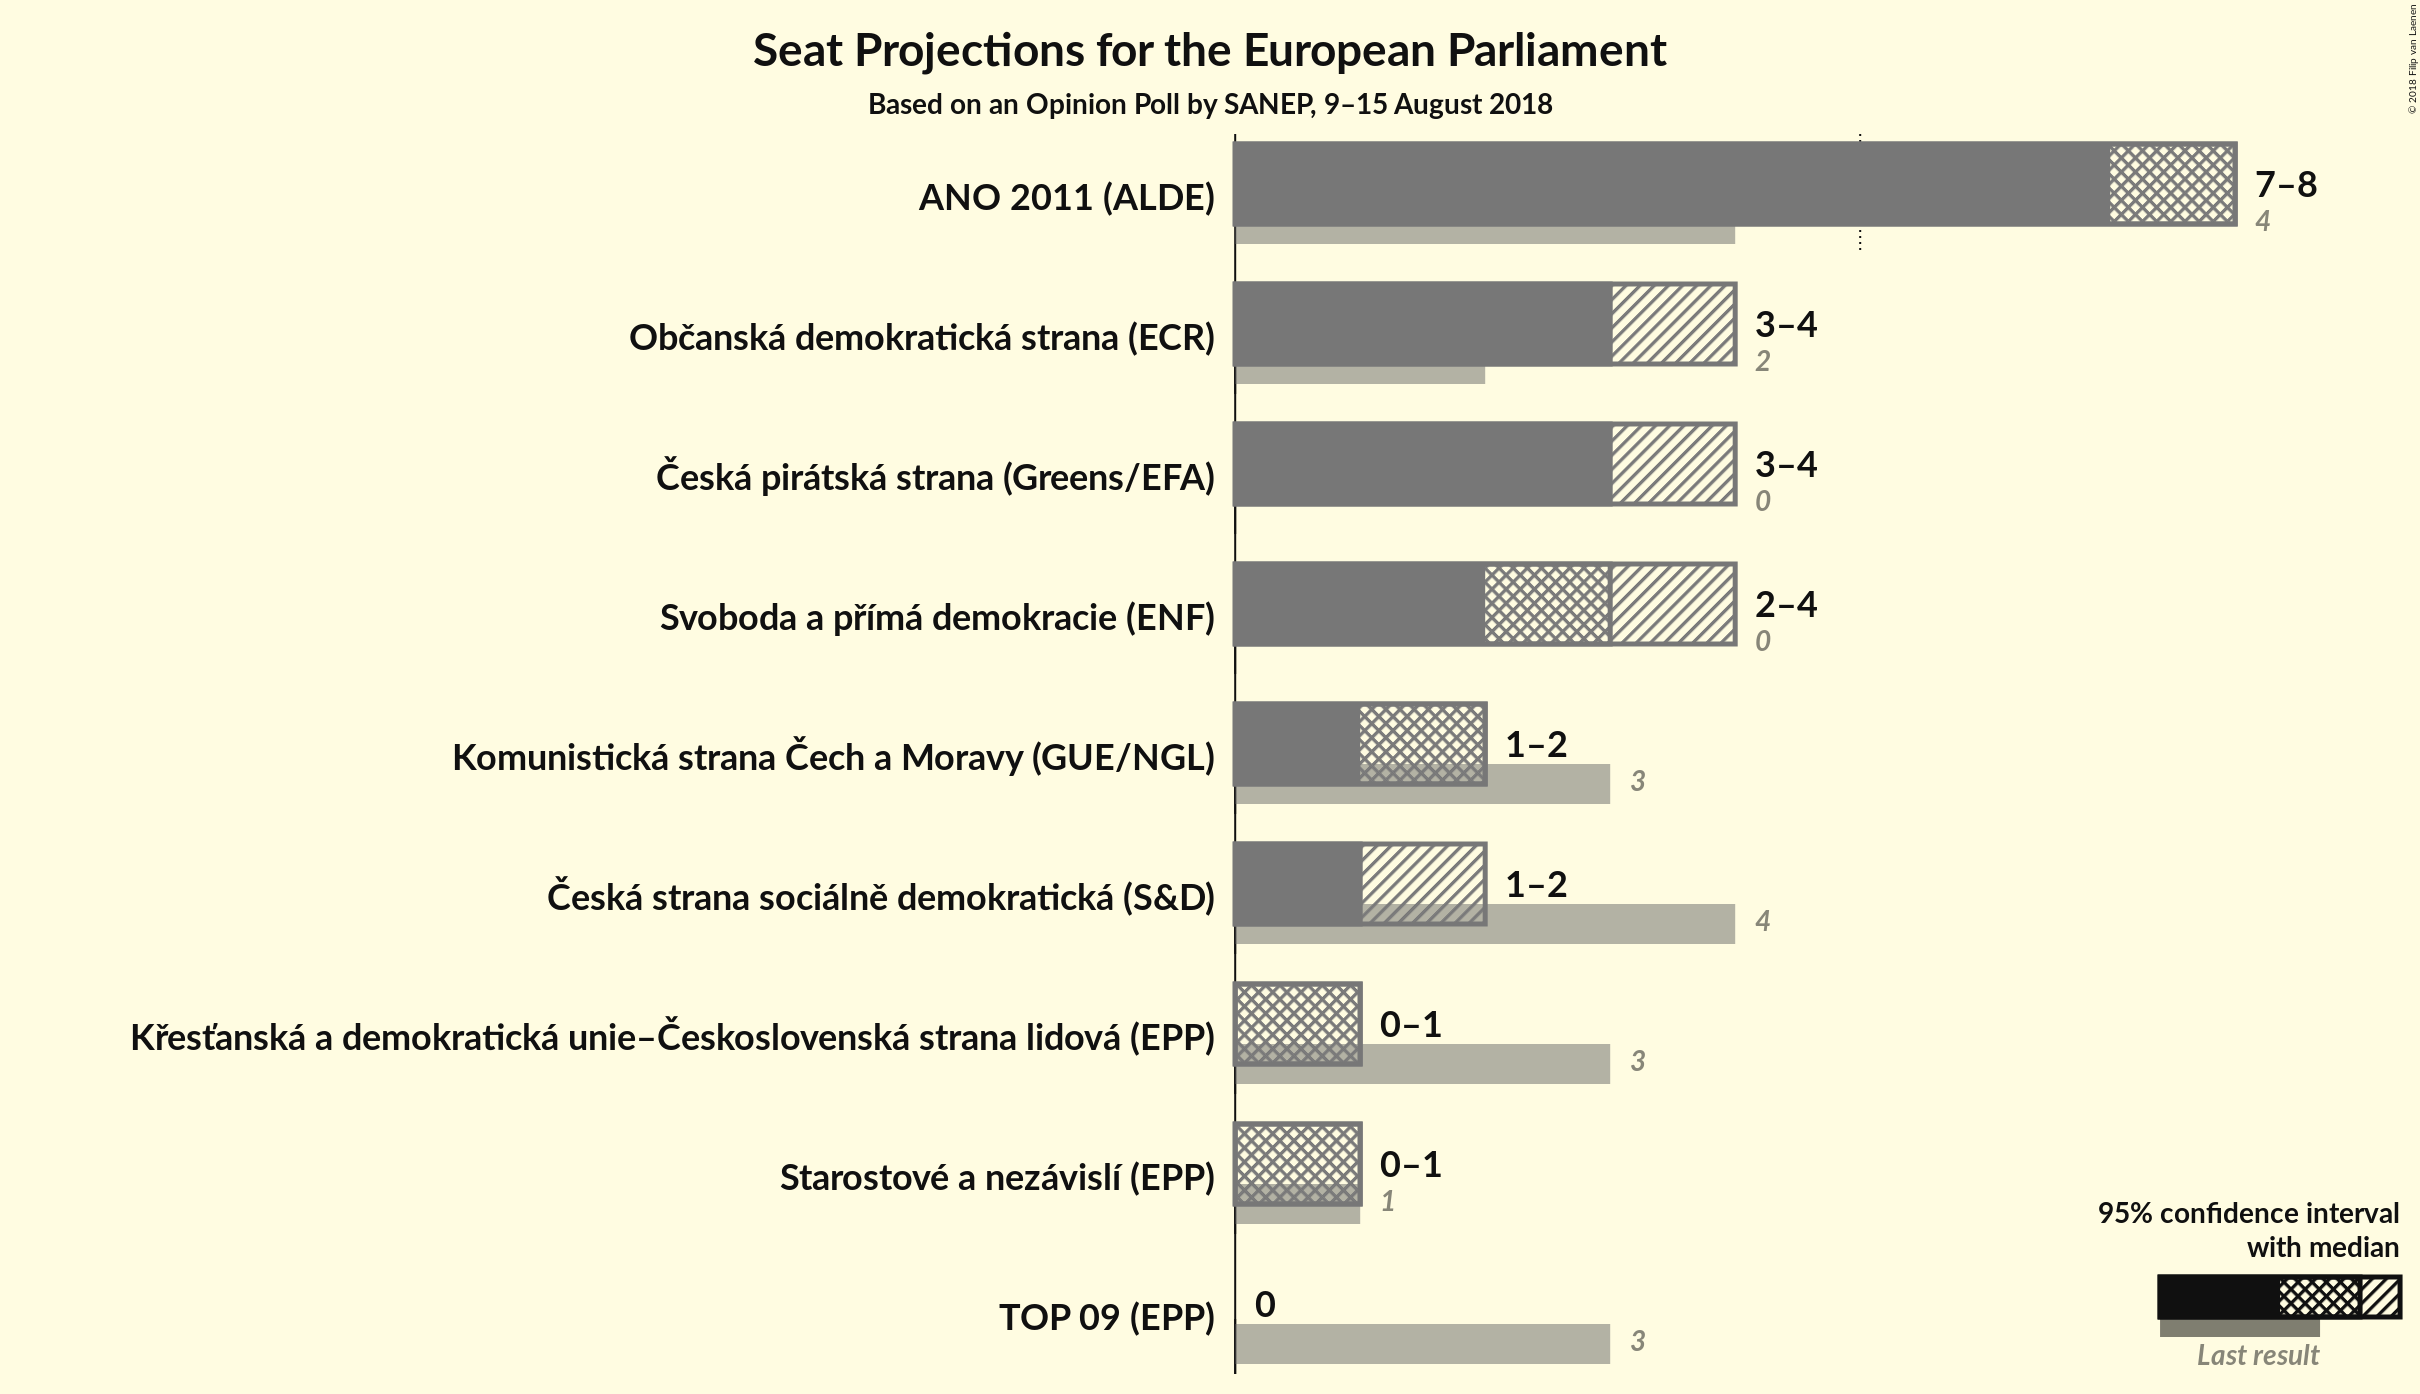 Seat Projections for the European Parliament
Based on an Opinion Poll by SANEP, 9–15 August 2018
© 2018 Filip van Laenen
ANO 2011 (ALDE)
7–8
4
Občanská demokratická strana (ECR)
3–4
2
Česká pirátská strana (Greens/EFA)
3–4
0
Svoboda a přímá demokracie (ENF)
2–4
0
Komunistická strana Čech a Moravy (GUE/NGL)
1–2
3
Česká strana sociálně demokratická (S&D)
1–2
4
Křesťanská a demokratická unie–Československá strana lidová (EPP)
0–1
3
Starostové a nezávislí (EPP)
0–1
1
TOP 09 (EPP)
0
3
95% confidence interval
with median
Last result